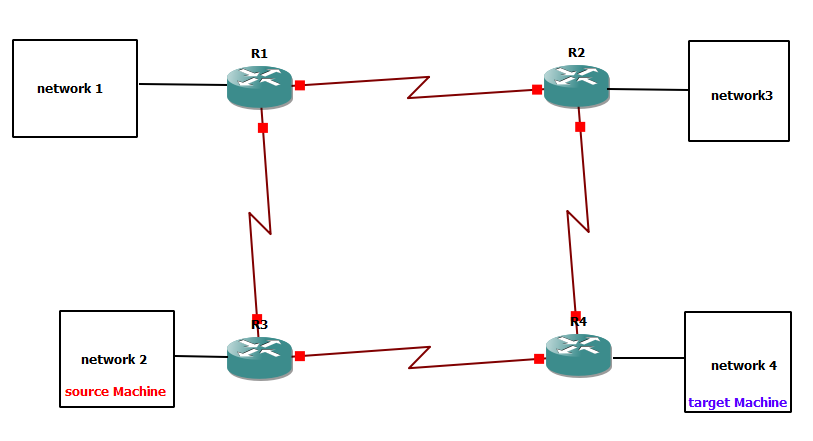 R1
R2
network 1
network3
R3
R4
network 2
source Machine
network 4
target Machine